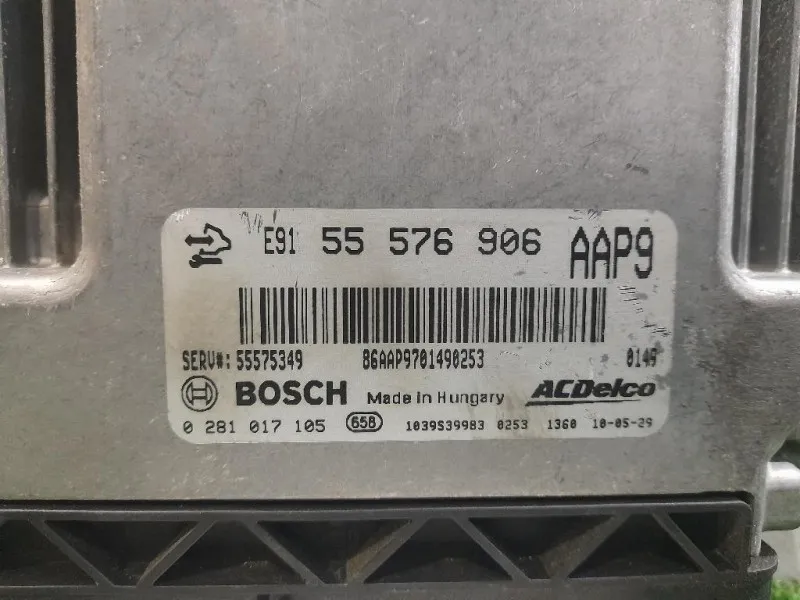 E91 55 576 906 AAP9
SERV#: 55575349 86AAP9701490253 0149
BOSCH Made in Hungary ACDelco
0 281 017 105 65B 1039S39983 0253 1360 10-05-29